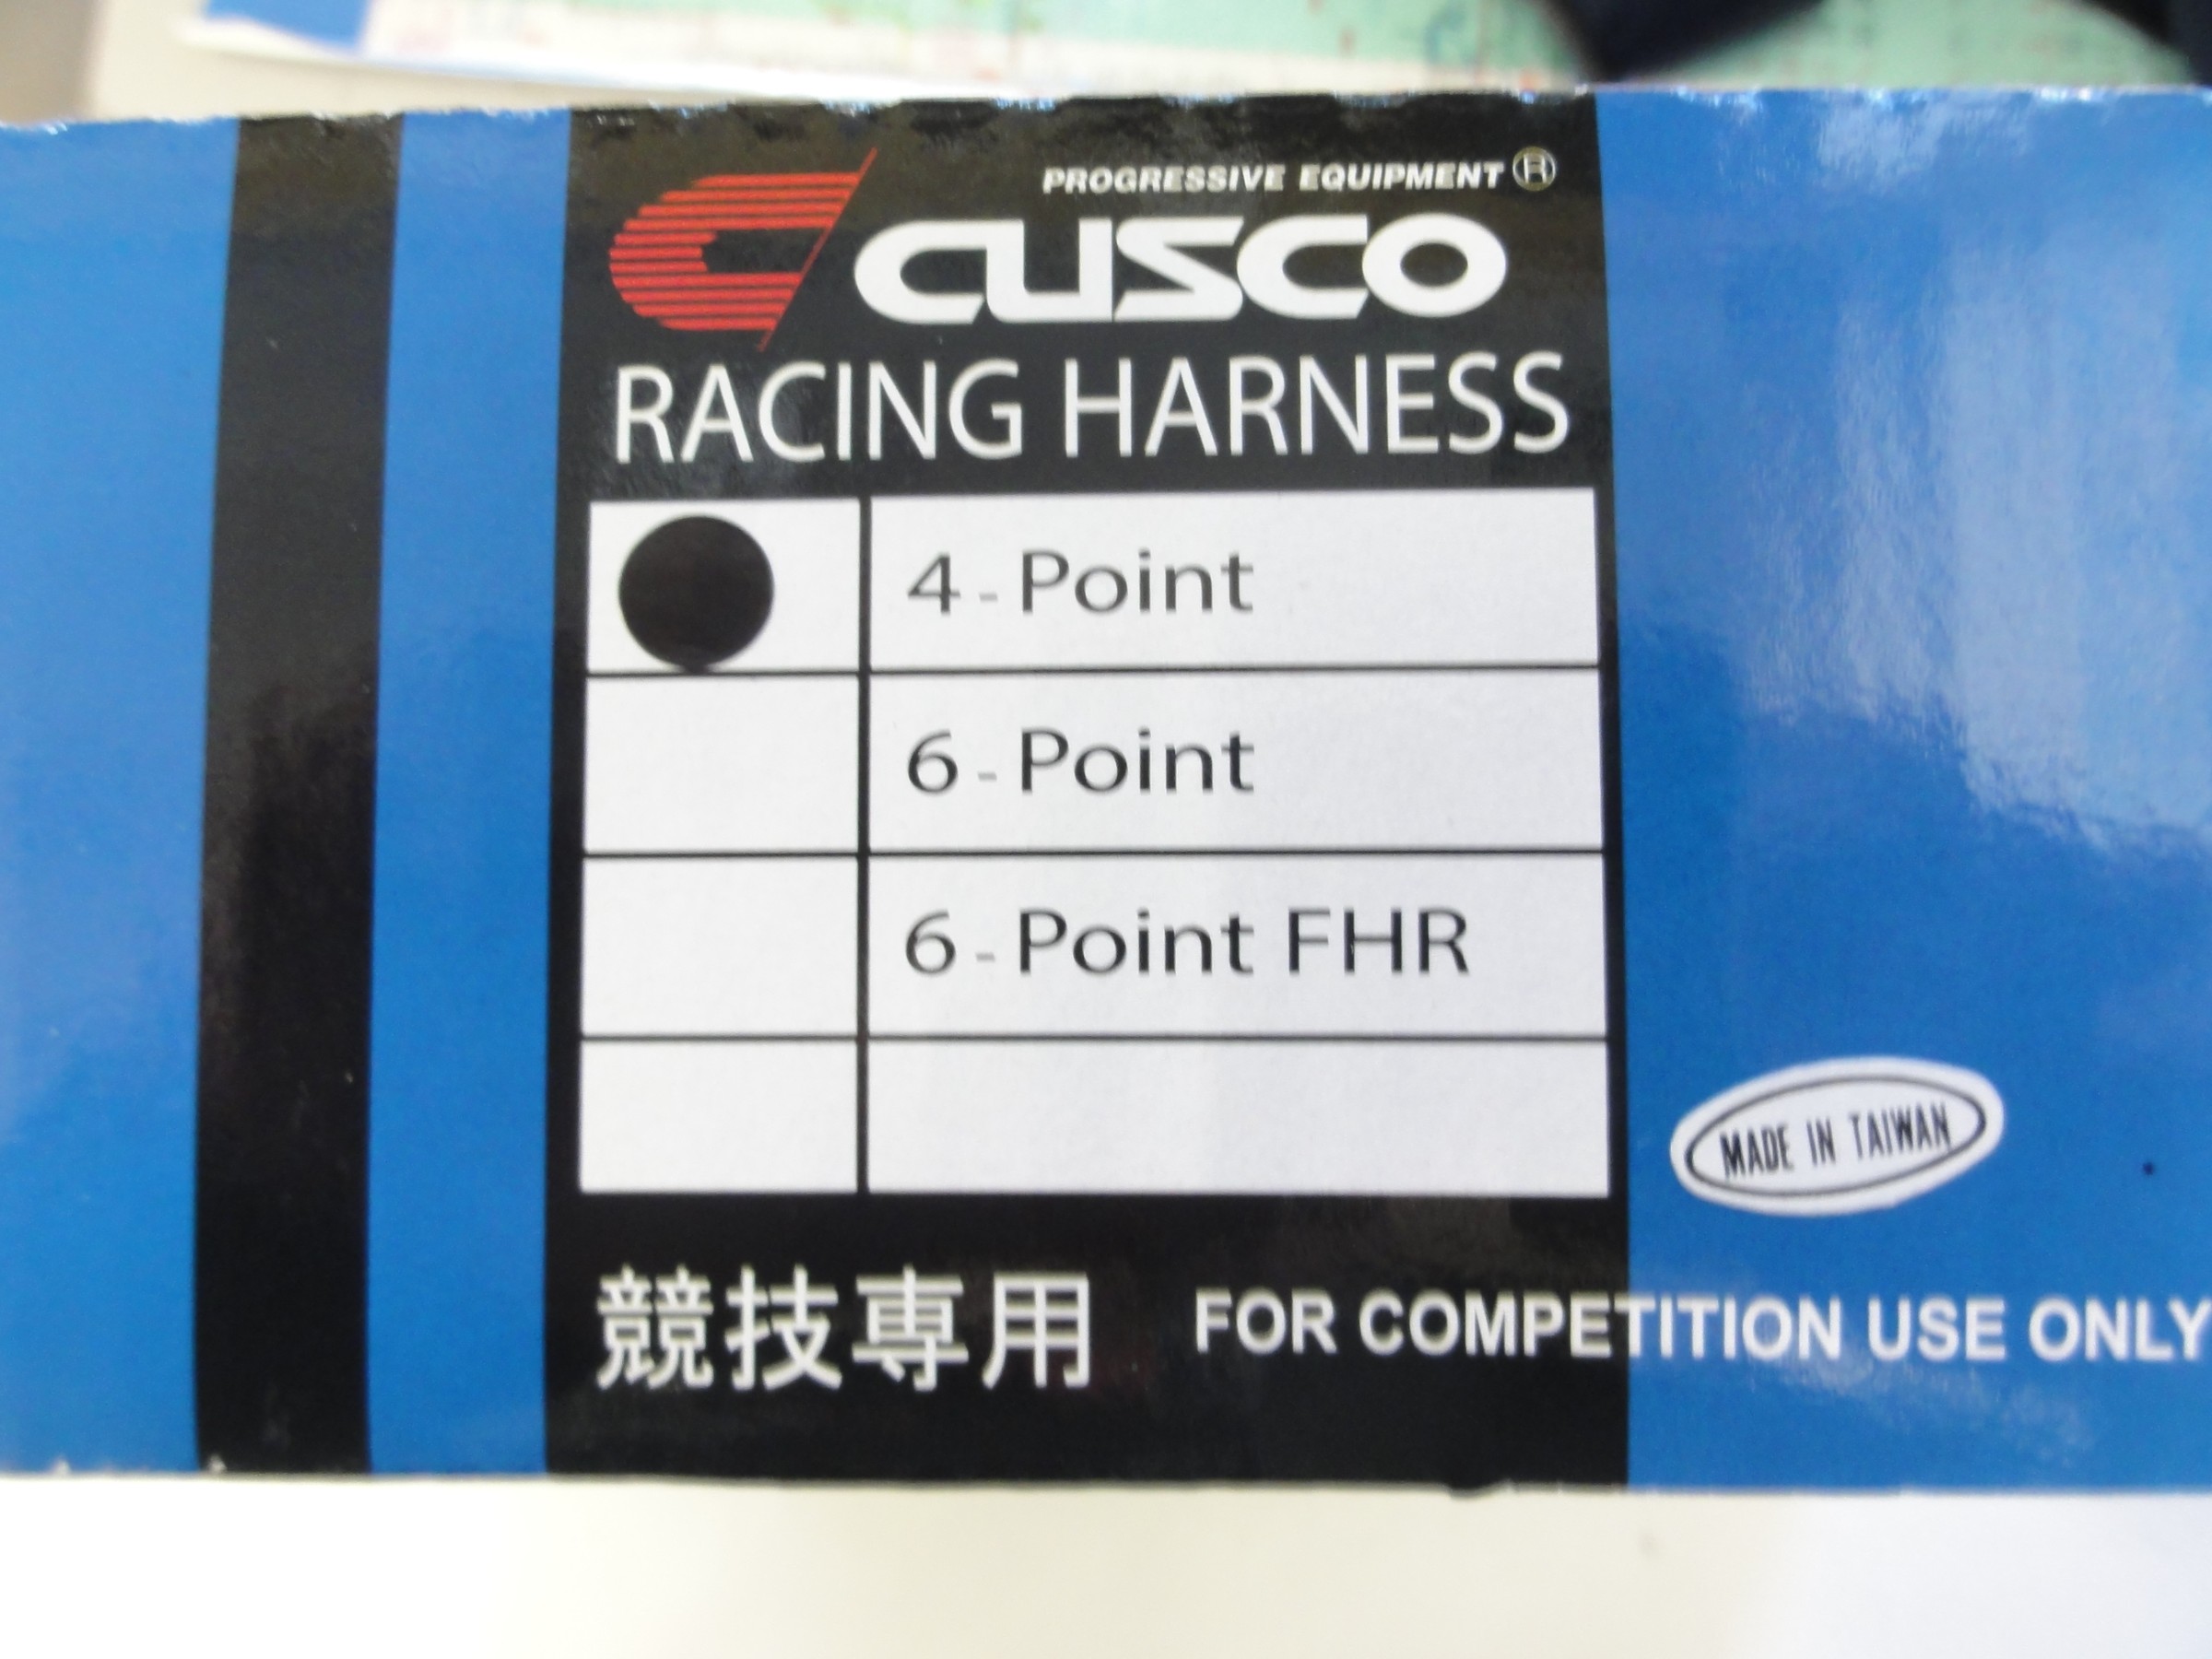 PROGRESSIVE EQUIPMENT®
CUSCO
RACING HARNESS
4-Point
6-Point
6-Point FHR
MADE IN TAIWAN
競技専用 FOR COMPETITION USE ONLY